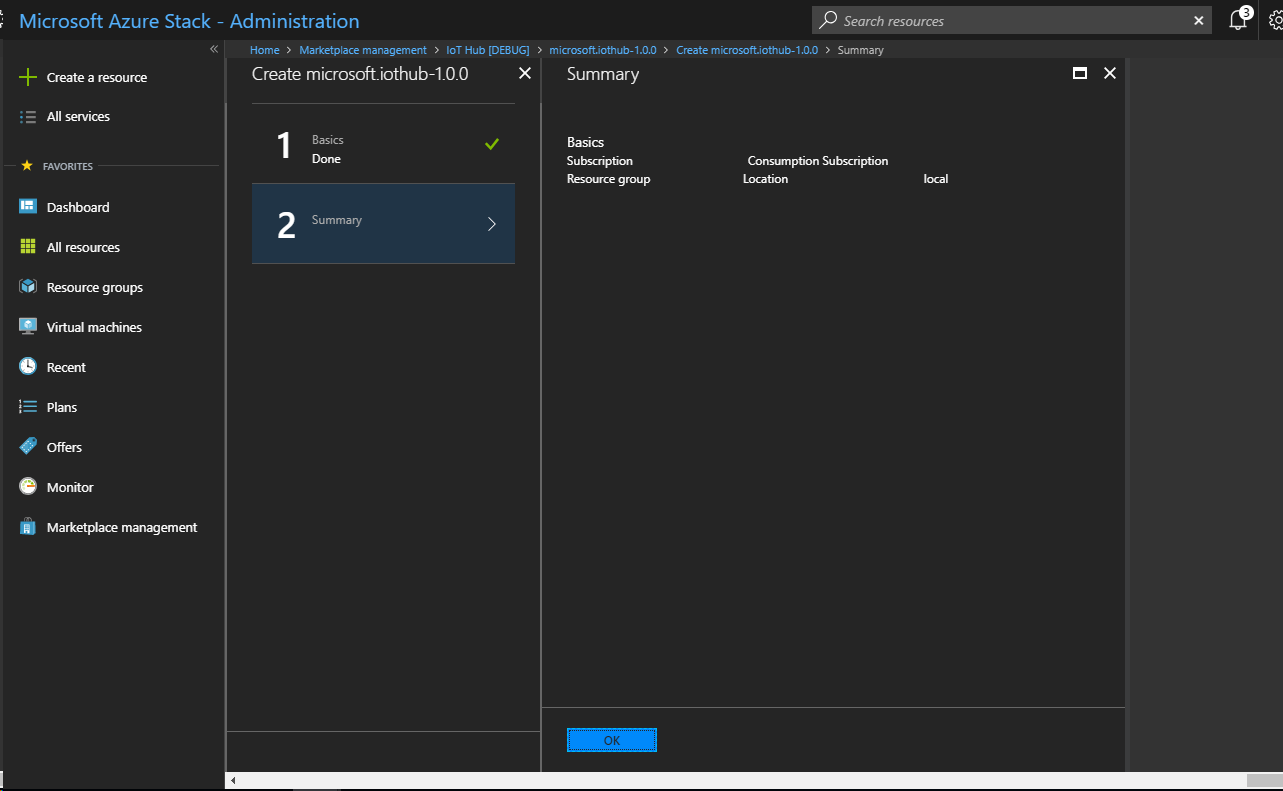 Microsoft Azure Stack - Administration
Search resources
3
Home > Marketplace management > IoT Hub [DEBUG] > microsoft.iothub-1.0.0 > Create microsoft.iothub-1.0.0 > Summary
Create a resource
All services
FAVORITES
Dashboard
All resources
Resource groups
Virtual machines
Recent
Plans
Offers
Monitor
Marketplace management
Create microsoft.iothub-1.0.0
1
Basics
Done
2
Summary
Summary
Basics
Subscription Consumption Subscription
Resource group Location local
OK